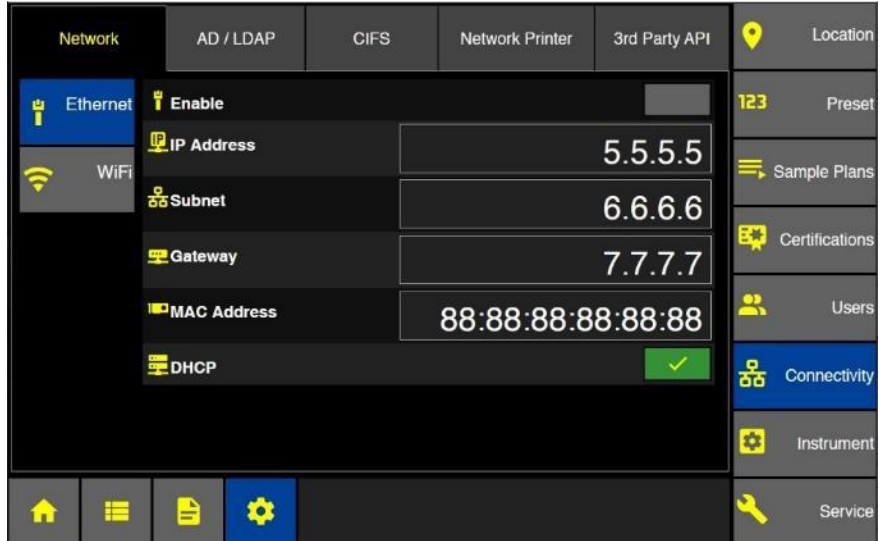 Network
AD / LDAP
CIFS
Network Printer
3rd Party API
Ethernet
WiFi
Enable
IP Address
5.5.5.5
Subnet
6.6.6.6
Gateway
7.7.7.7
MAC Address
88:88:88:88:88:88
DHCP
Location
123 Preset
Sample Plans
Certifications
Users
Connectivity
Instrument
Service